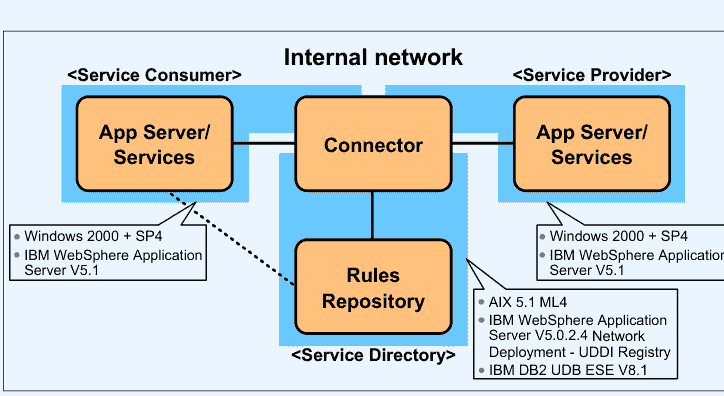 Internal network
<Service Consumer>
<Service Provider>
App Server/
Services
Connector
App Server/
Services
• Windows 2000 + SP4
• IBM WebSphere Application
Server V5.1
• Windows 2000 + SP4
• IBM WebSphere Application
Server V5.1
Rules
Repository
<Service Directory>
• AIX 5.1 ML4
• IBM WebSphere Application
Server V5.0.2.4 Network
Deployment - UDDI Registry
• IBM DB2 UDB ESE V8.1